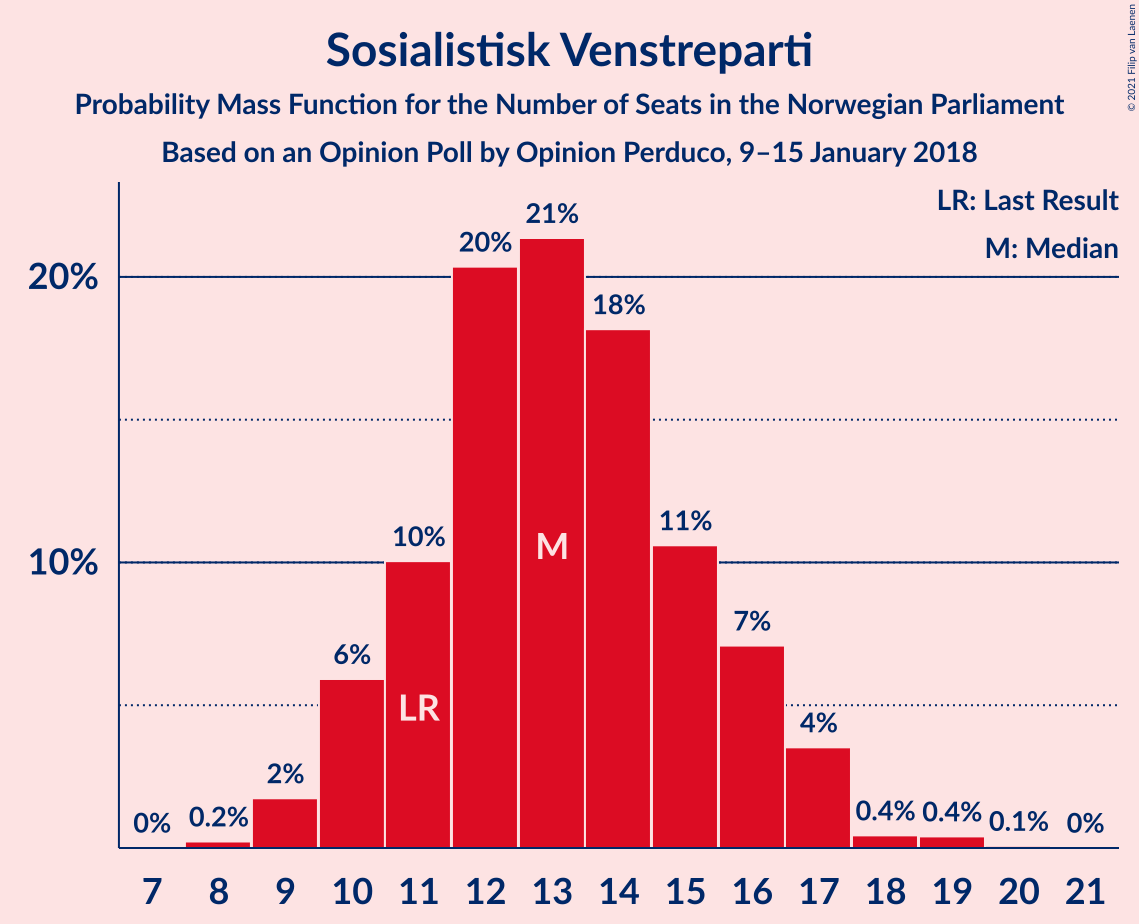 Sosialistisk Venstreparti
Probability Mass Function for the Number of Seats in the Norwegian Parliament
Based on an Opinion Poll by Opinion Perduco, 9–15 January 2018
© 2021 Filip van Laenen
LR: Last Result
M: Median
20%
10%
0%
0.2%
2%
6%
10%
20%
21%
18%
11%
7%
4%
0.4%
0.4%
0.1%
0%
LR
M
7 8 9 10 11 12 13 14 15 16 17 18 19 20 21